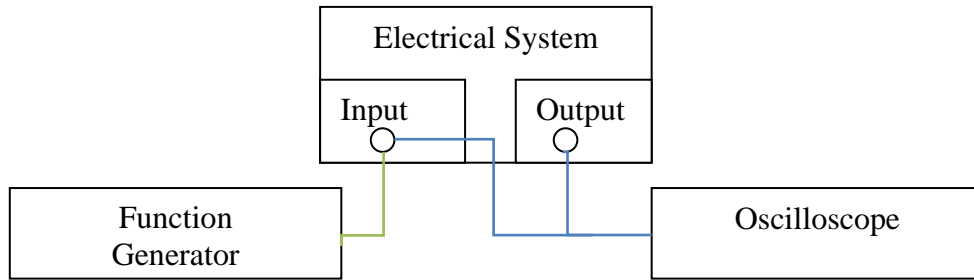 Electrical System
Input
Output
Function
Generator
Oscilloscope